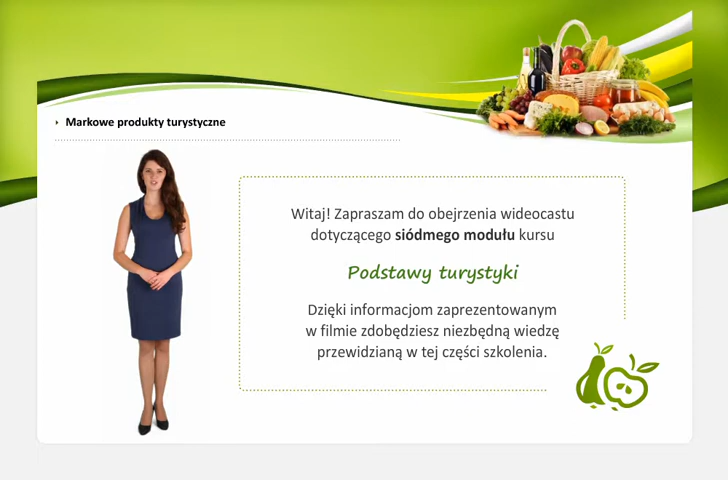 Markowe produkty turystyczne
Witaj! Zapraszam do obejrzenia wideocastu
dotyczącego siódmego modułu kursu
Podstawy turystyki
Dzięki informacjom zaprezentowanym
w filmie zdobędziesz niezbędną wiedzę
przewidzianą w tej części szkolenia.